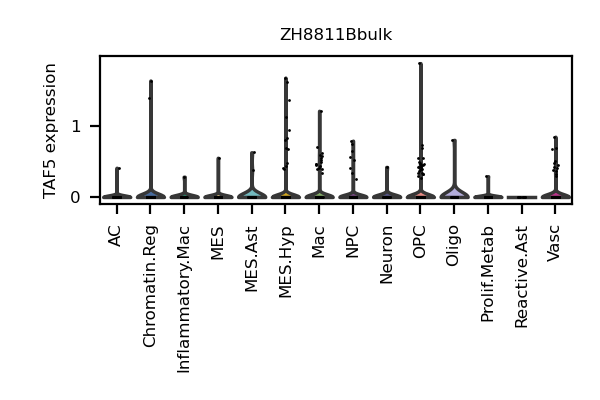 ZH8811Bbulk
TAF5 expression
1
0
AC
Chromatin.Reg
Inflammatory.Mac
MES
MES.Ast
MES.Hyp
Mac
NPC
Neuron
OPC
Oligo
Prolif.Metab
Reactive.Ast
Vasc